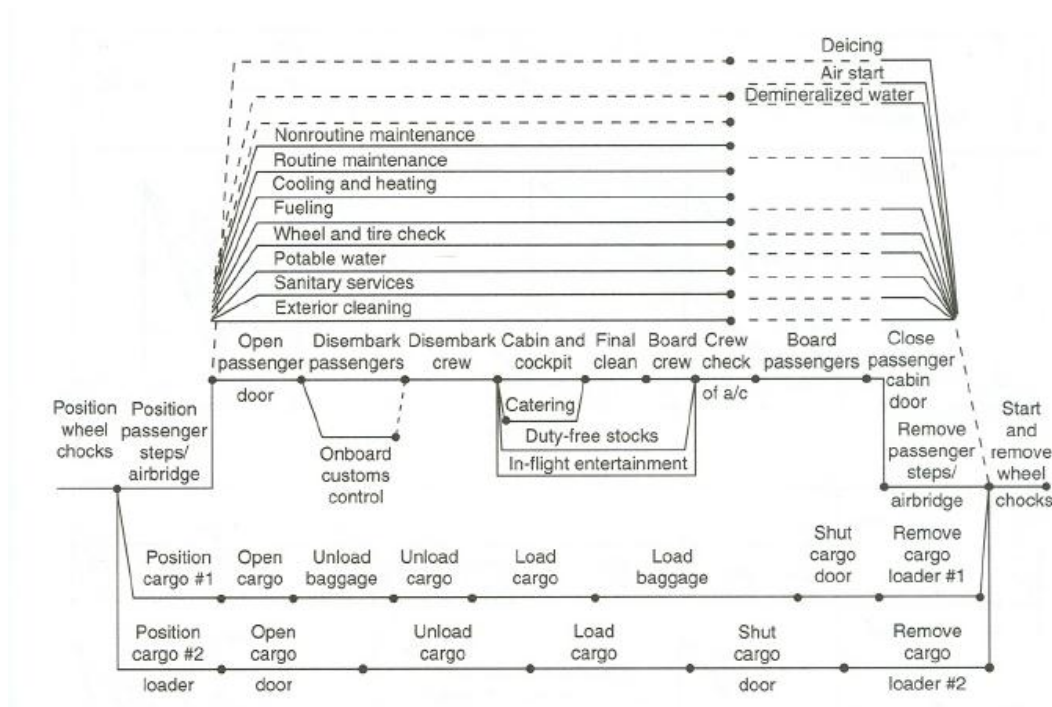 Deicing
Air start
Demineralized water
Nonroutine maintenance
Routine maintenance
Cooling and heating
Fueling
Wheel and tire check
Potable water
Sanitary services
Exterior cleaning
Open
passenger
door
Disembark
passengers
Disembark
crew
Cabin and
cockpit
Final
clean
Board
crew
Crew
check
of a/c
Board
passengers
Close
passenger
cabin
door
Position
wheel
chocks
Position
passenger
steps/
airbridge
Catering
Duty-free stocks
In-flight entertainment
Onboard
customs
control
Remove
passenger
steps/
airbridge
Start
and
remove
wheel
chocks
Position
cargo #1
Open
cargo
Unload
baggage
Unload
cargo
Load
cargo
Load
baggage
Shut
cargo
door
Remove
cargo
loader #1
Position
cargo #2
loader
Open
cargo
door
Unload
cargo
Load
cargo
Shut
cargo
door
Remove
cargo
loader #2